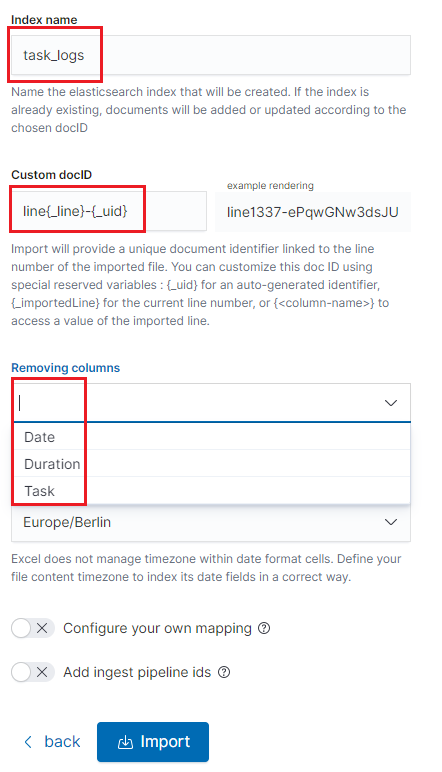 Index name
task_logs
Name the elasticsearch index that will be created. If the index
is already existing, documents will be added or updated according to the
chosen docID
Custom docID
example rendering
line{_line}-{_uid}
line1337-ePqwGNw3dsJU
Import will provide a unique document identifier linked to the line
number of the imported file. You can customize this doc ID using
special reserved variables : {_uid} for an auto-generated identifier,
{_importedLine} for the current line number, or {<column-name>} to
access a value of the imported line.
Removing columns
Date
Duration
Task
Europe/Berlin
Excel does not manage timezone within date format cells. Define your
file content timezone to index its date fields in a correct way.
Configure your own mapping
Add ingest pipeline ids
back
Import